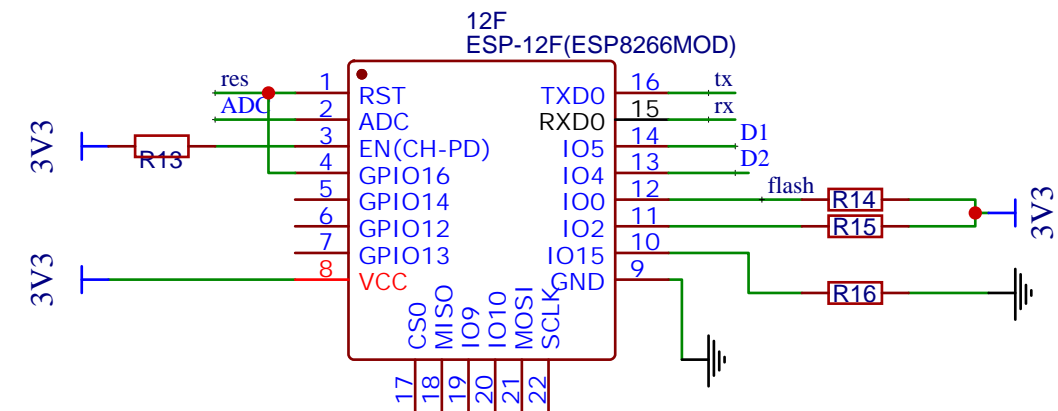 12F
ESP-12F(ESP8266MOD)
res 1 RST TXD0 16 tx
ADC 2 ADC RXD0 15 rx
3V3 R13 3 EN(CH-PD) IO5 14 D1
4 GPIO16 IO4 13 D2
5 GPIO14 IO0 12 flash R14 3V3
6 GPIO12 IO2 11 R15
7 GPIO13 IO15 10
3V3 8 VCC GND 9 R16
CS0 MISO IO9 IO10 MOSI SCLK
17 18 19 20 21 22